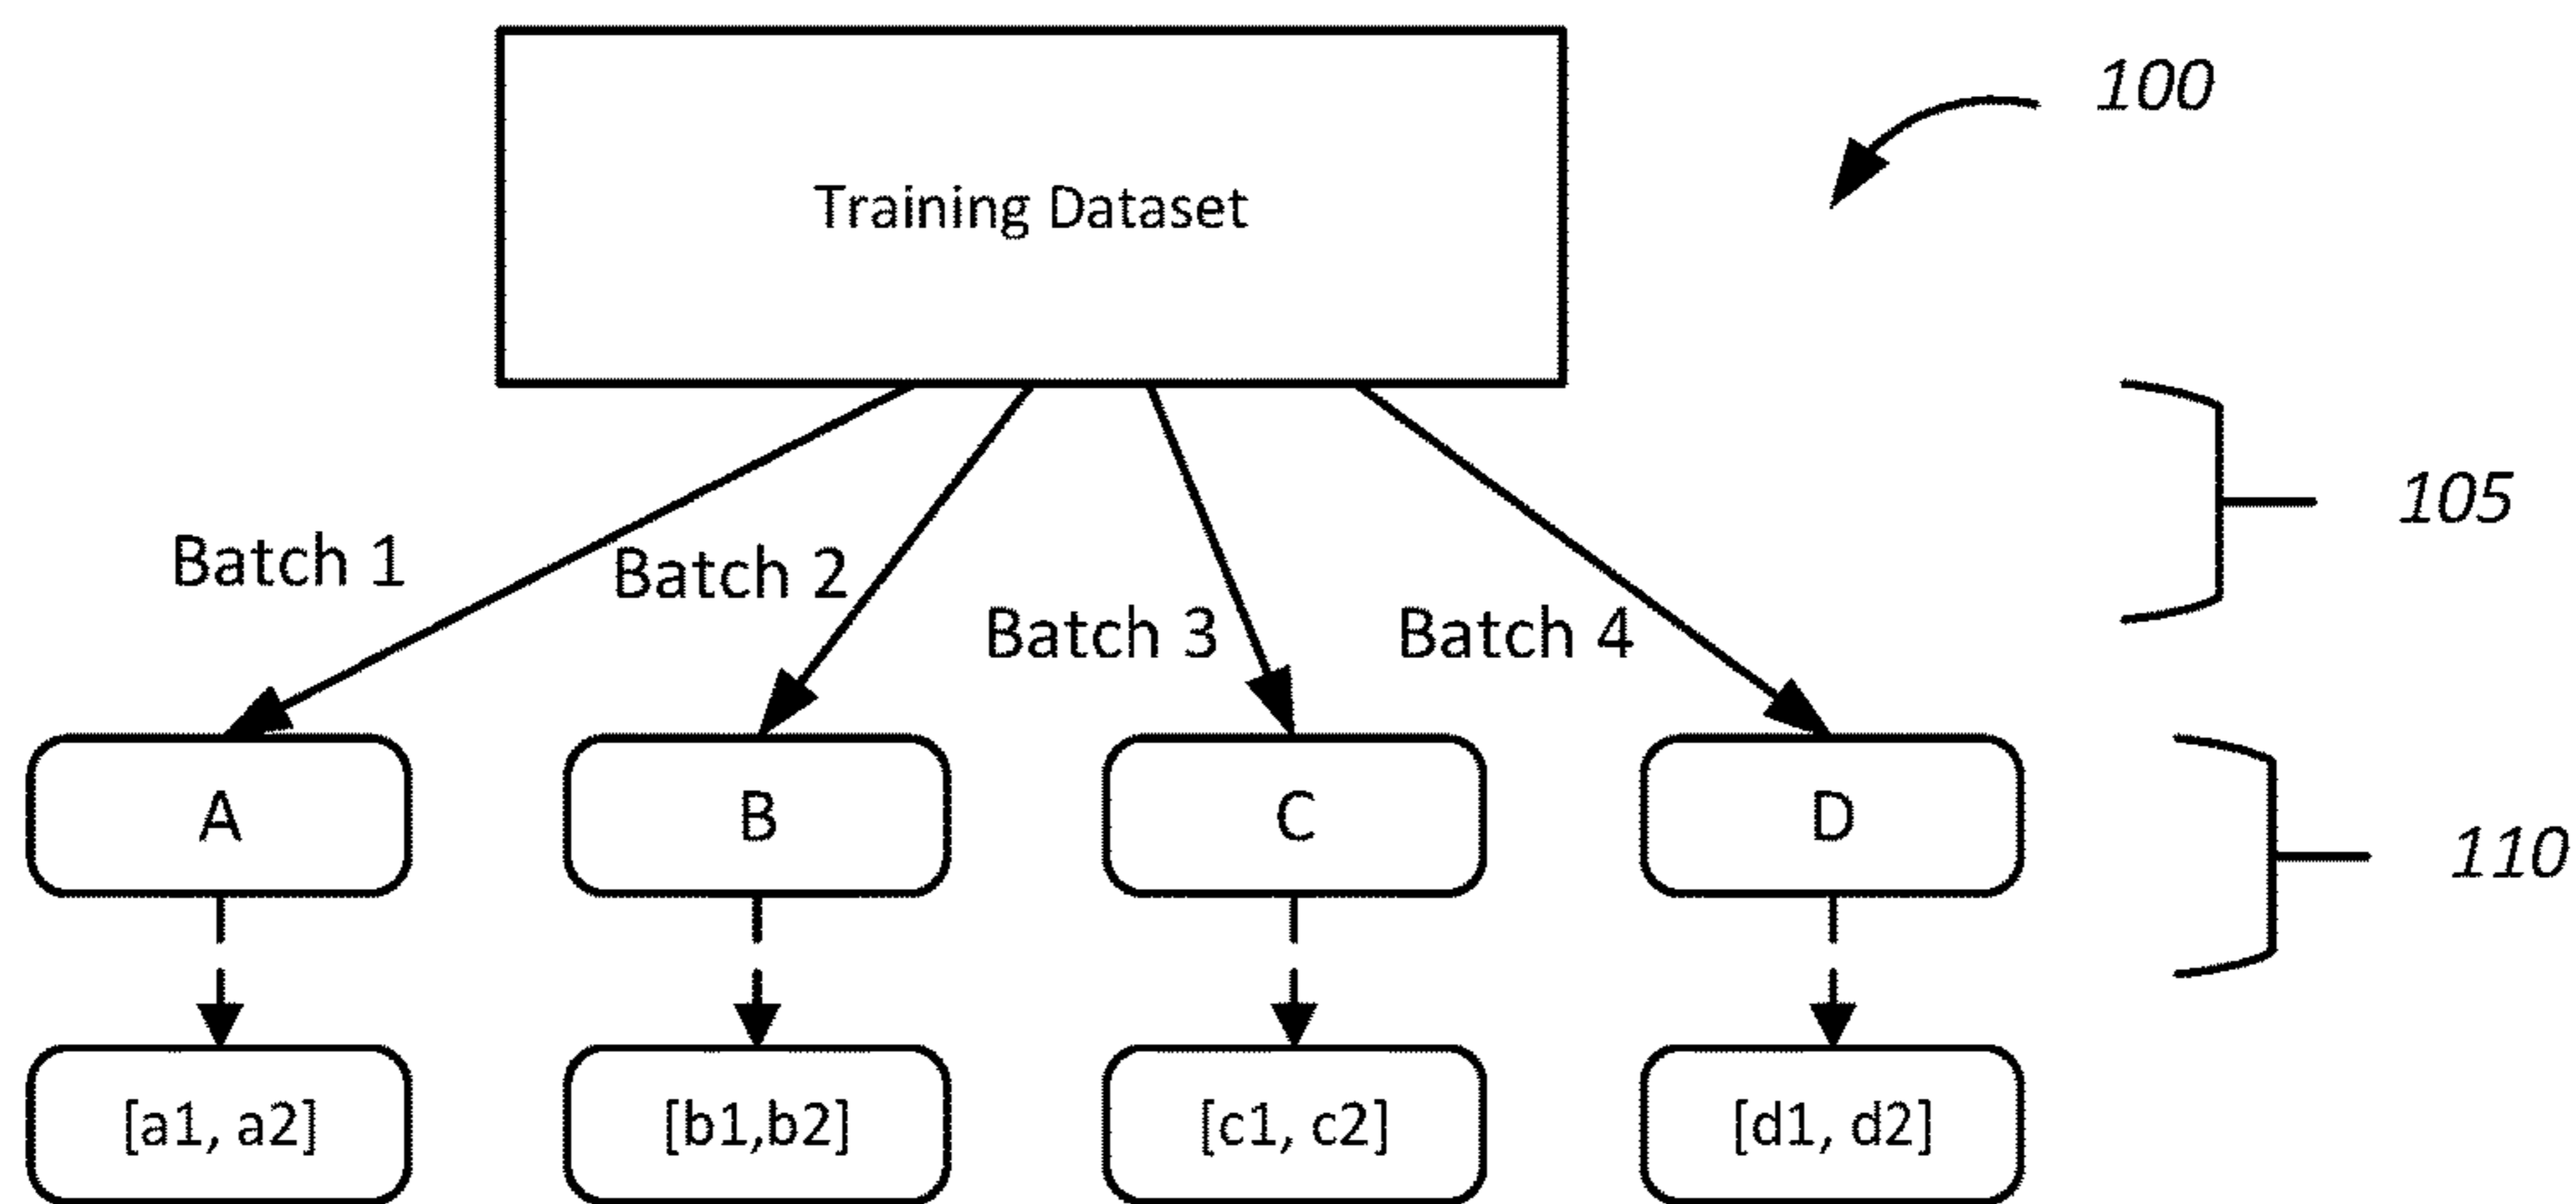 100
Training Dataset
105
Batch 1
Batch 2
Batch 3
Batch 4
A
B
C
D
110
[a1, a2]
[b1,b2]
[c1, c2]
[d1, d2]